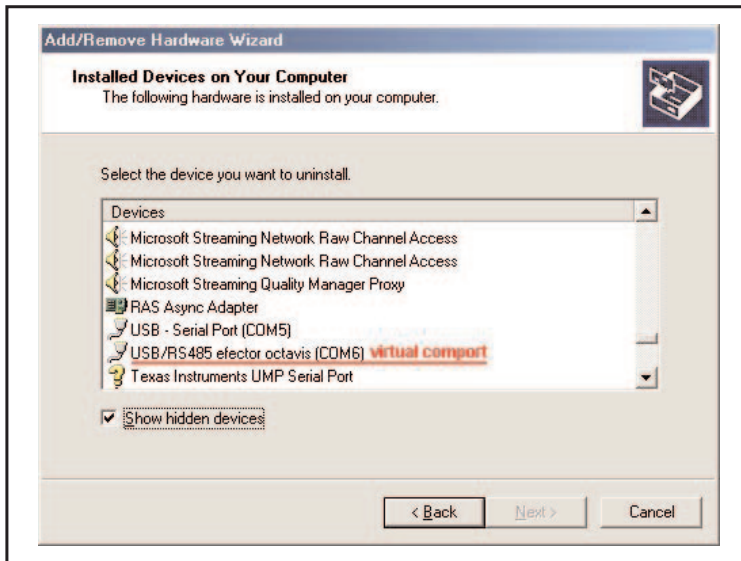 Add/Remove Hardware Wizard
Installed Devices on Your Computer
The following hardware is installed on your computer.
Select the device you want to uninstall.
Devices
Microsoft Streaming Network Raw Channel Access
Microsoft Streaming Network Raw Channel Access
Microsoft Streaming Quality Manager Proxy
RAS Async Adapter
USB - Serial Port (COM5)
USB/RS485 efector octavis (COM6) virtual comport
Texas Instruments UMP Serial Port
Show hidden devices
< Back Next > Cancel